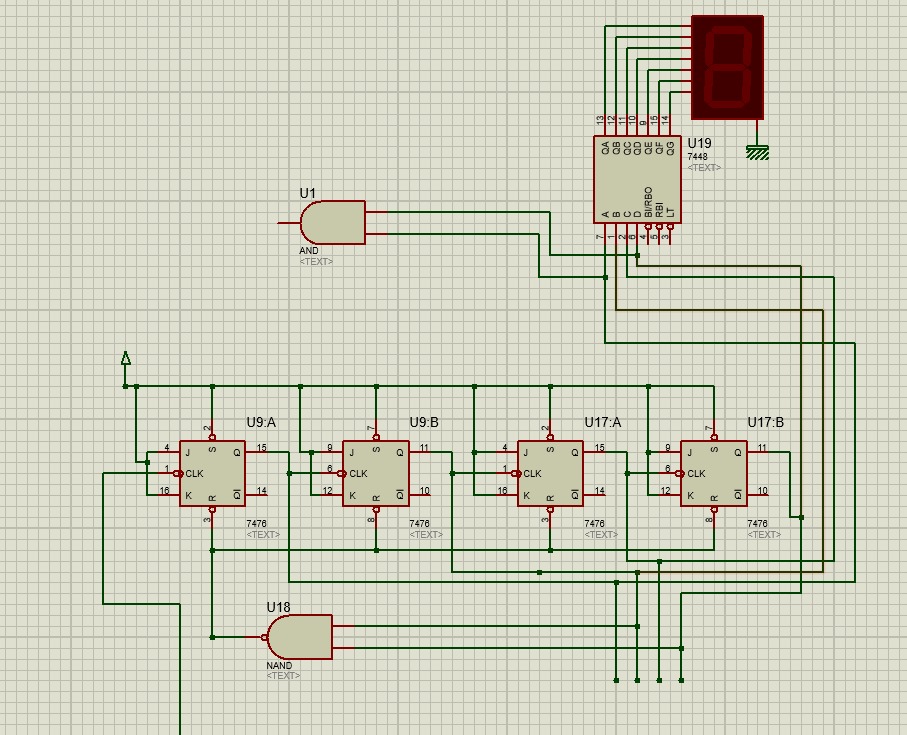 U19
7448
<TEXT>
13 12 11 10 9 15 14
QA QB QC QD QE QF QG
A B C D BI/RBO RBI LT
7 1 2 6 4 5 3
U1
AND
<TEXT>
U9:A
2
4 J S Q 15
1 CLK
16 K R Q 14
3
7476
<TEXT>
U9:B
7
9 J S Q 11
6 CLK
12 K R Q 10
8
7476
<TEXT>
U17:A
2
4 J S Q 15
1 CLK
16 K R Q 14
3
7476
<TEXT>
U17:B
7
9 J S Q 11
6 CLK
12 K R Q 10
8
7476
<TEXT>
U18
NAND
<TEXT>